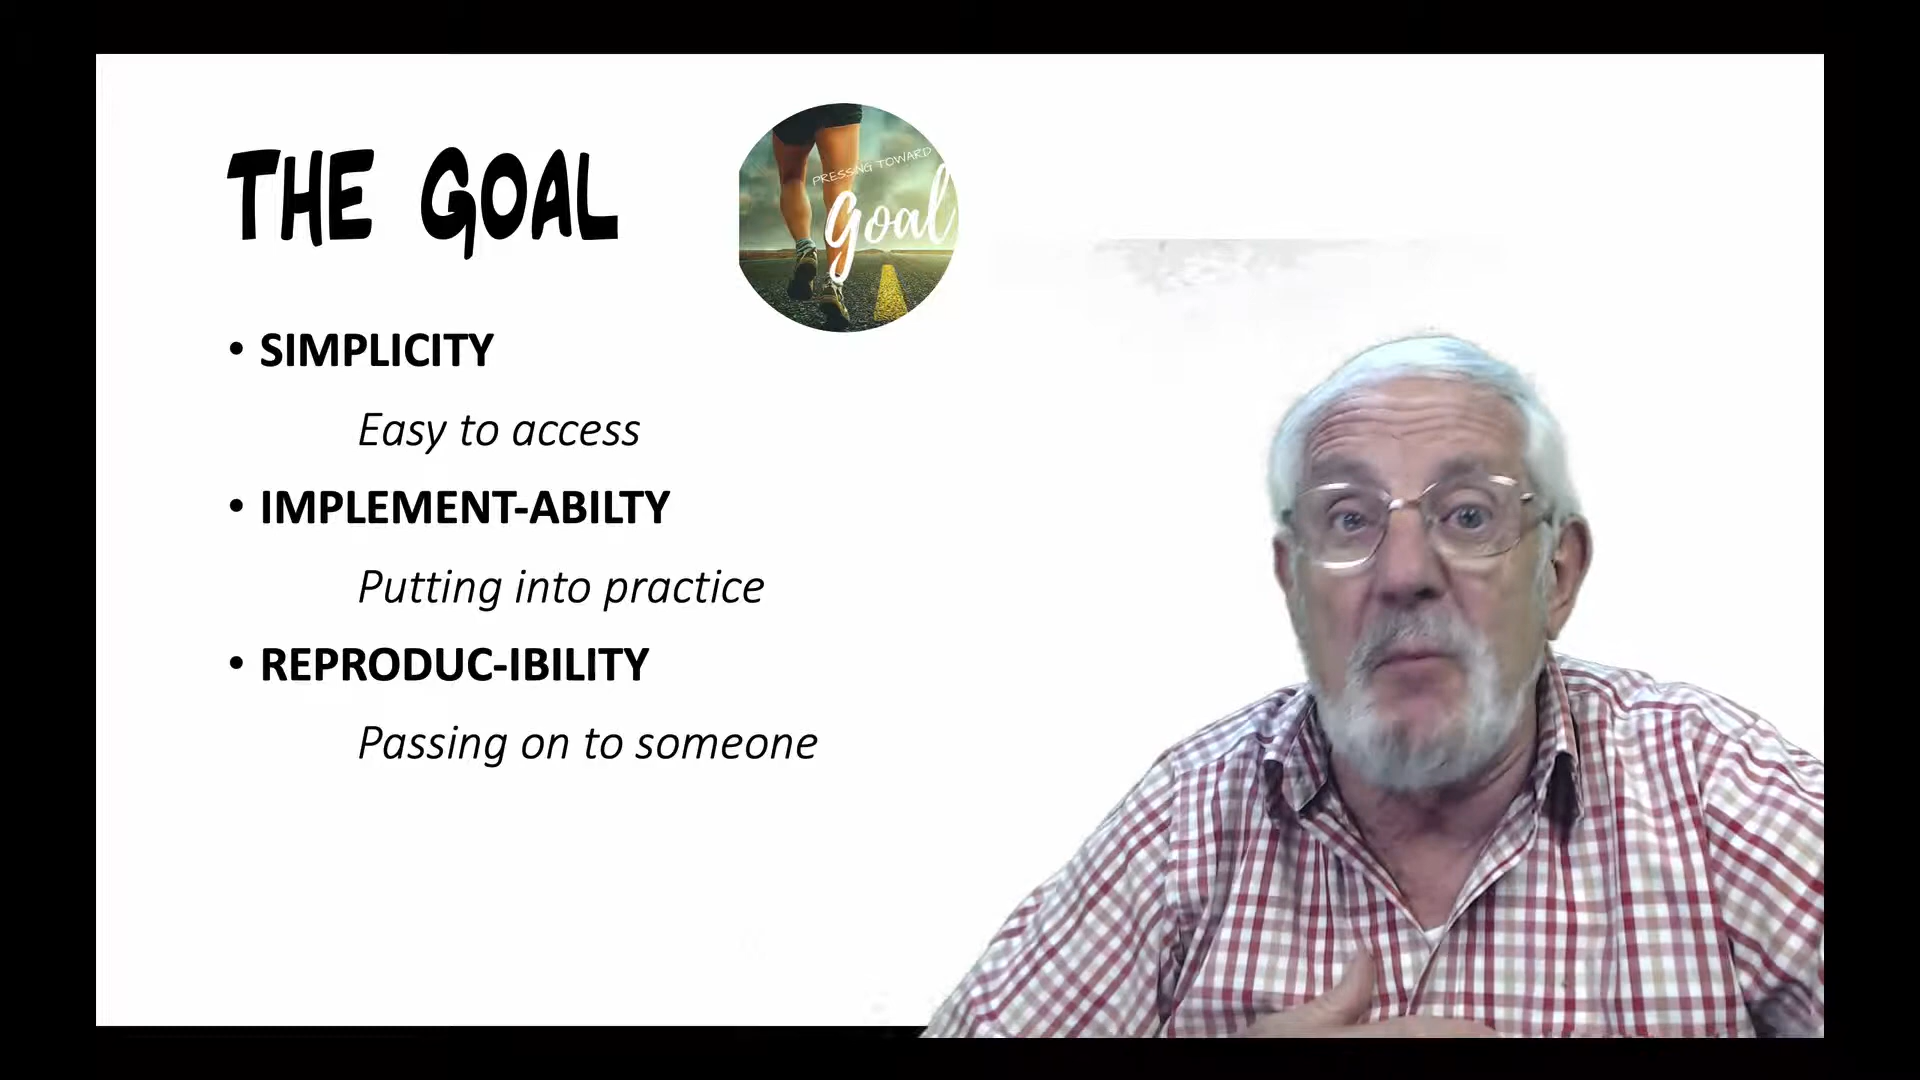 THE GOAL
PRESSING TOWARD
goal
• SIMPLICITY
Easy to access
• IMPLEMENT-ABILTY
Putting into practice
• REPRODUC-IBILITY
Passing on to someone